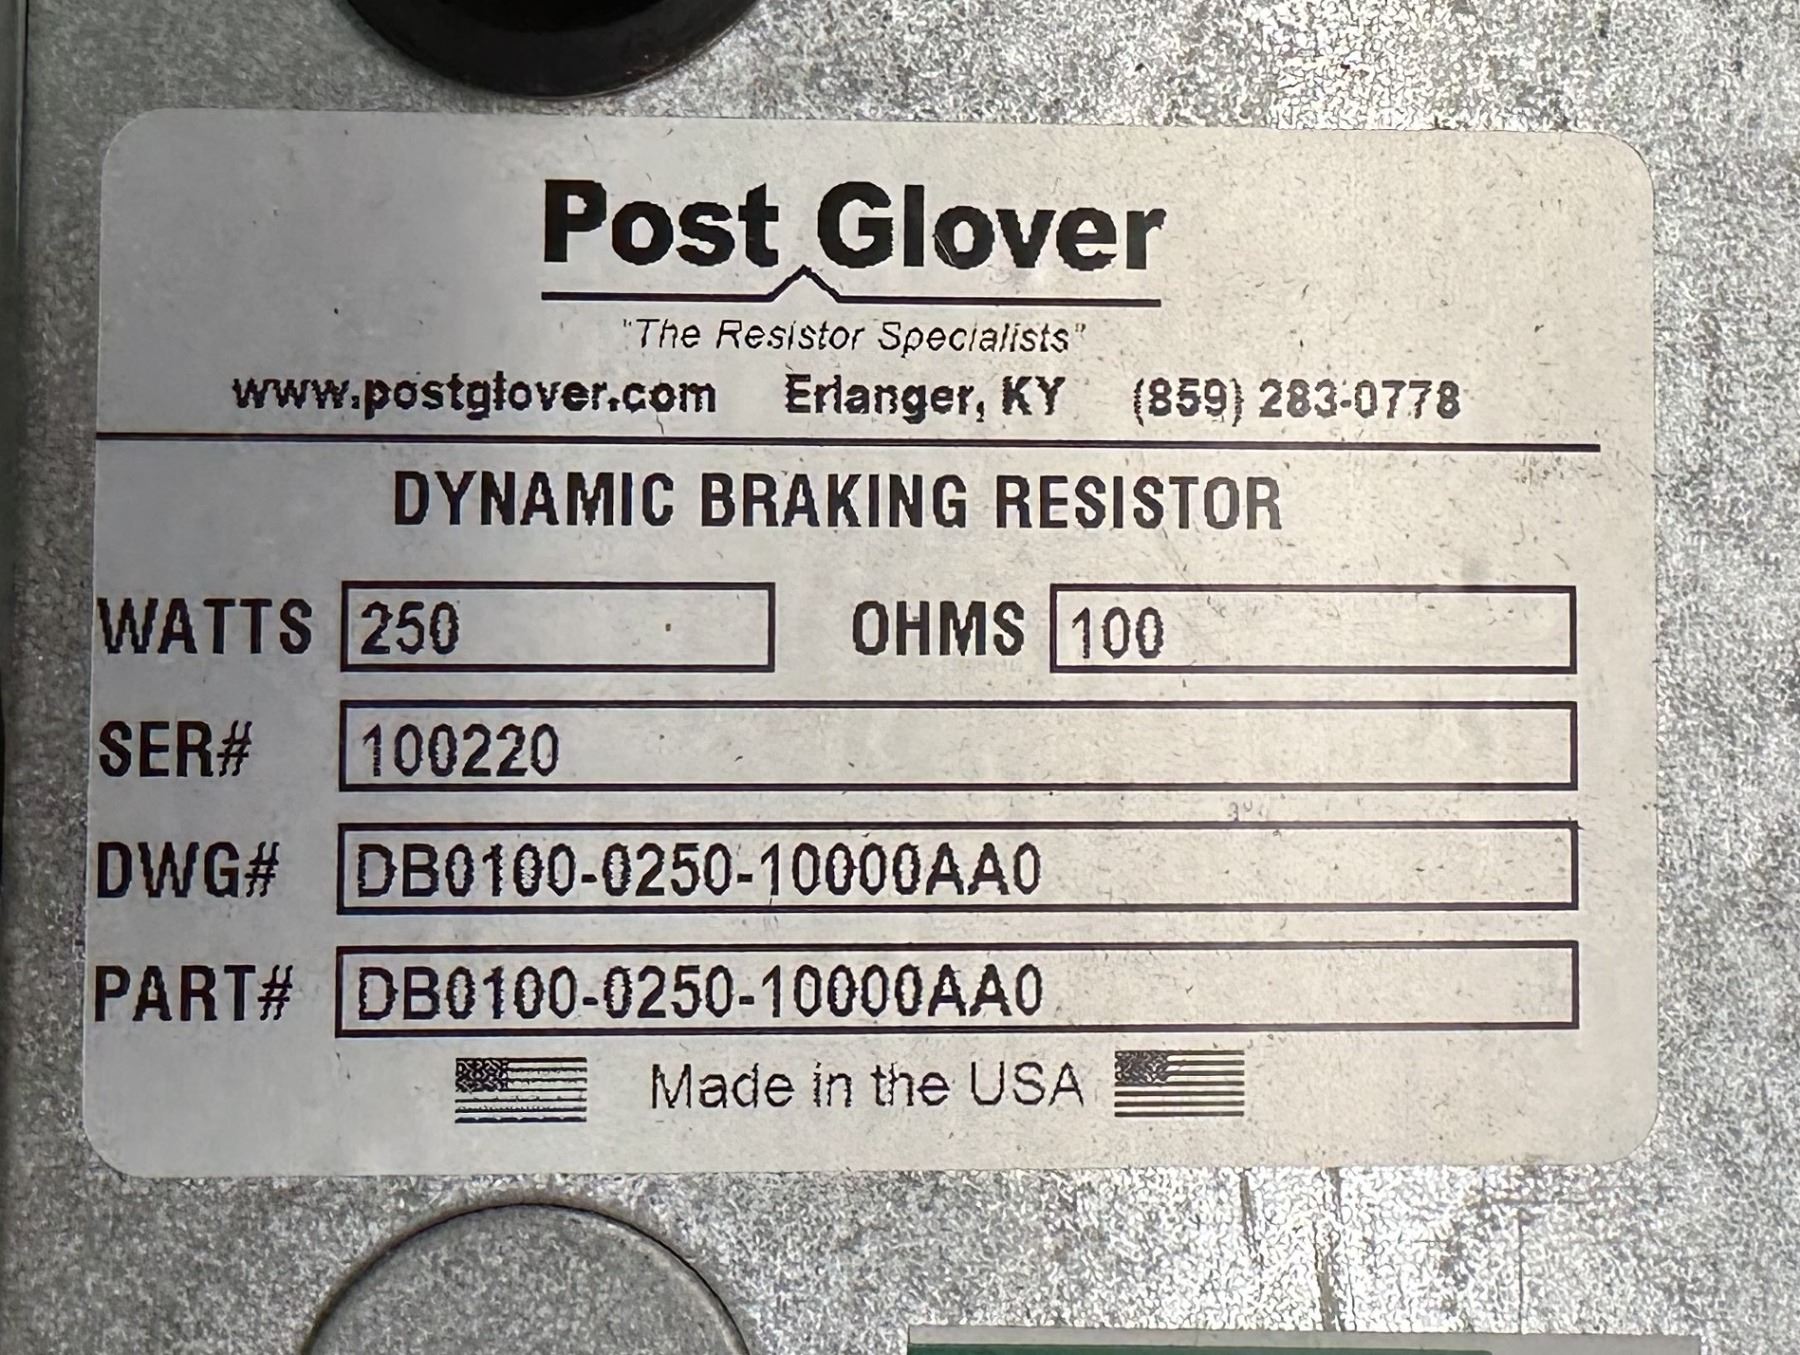 Post Glover
"The Resistor Specialists"
www.postglover.com Erlanger, KY (859) 283-0778
DYNAMIC BRAKING RESISTOR
WATTS 250 OHMS 100
SER# 100220
DWG# DB0100-0250-10000AA0
PART# DB0100-0250-10000AA0
Made in the USA